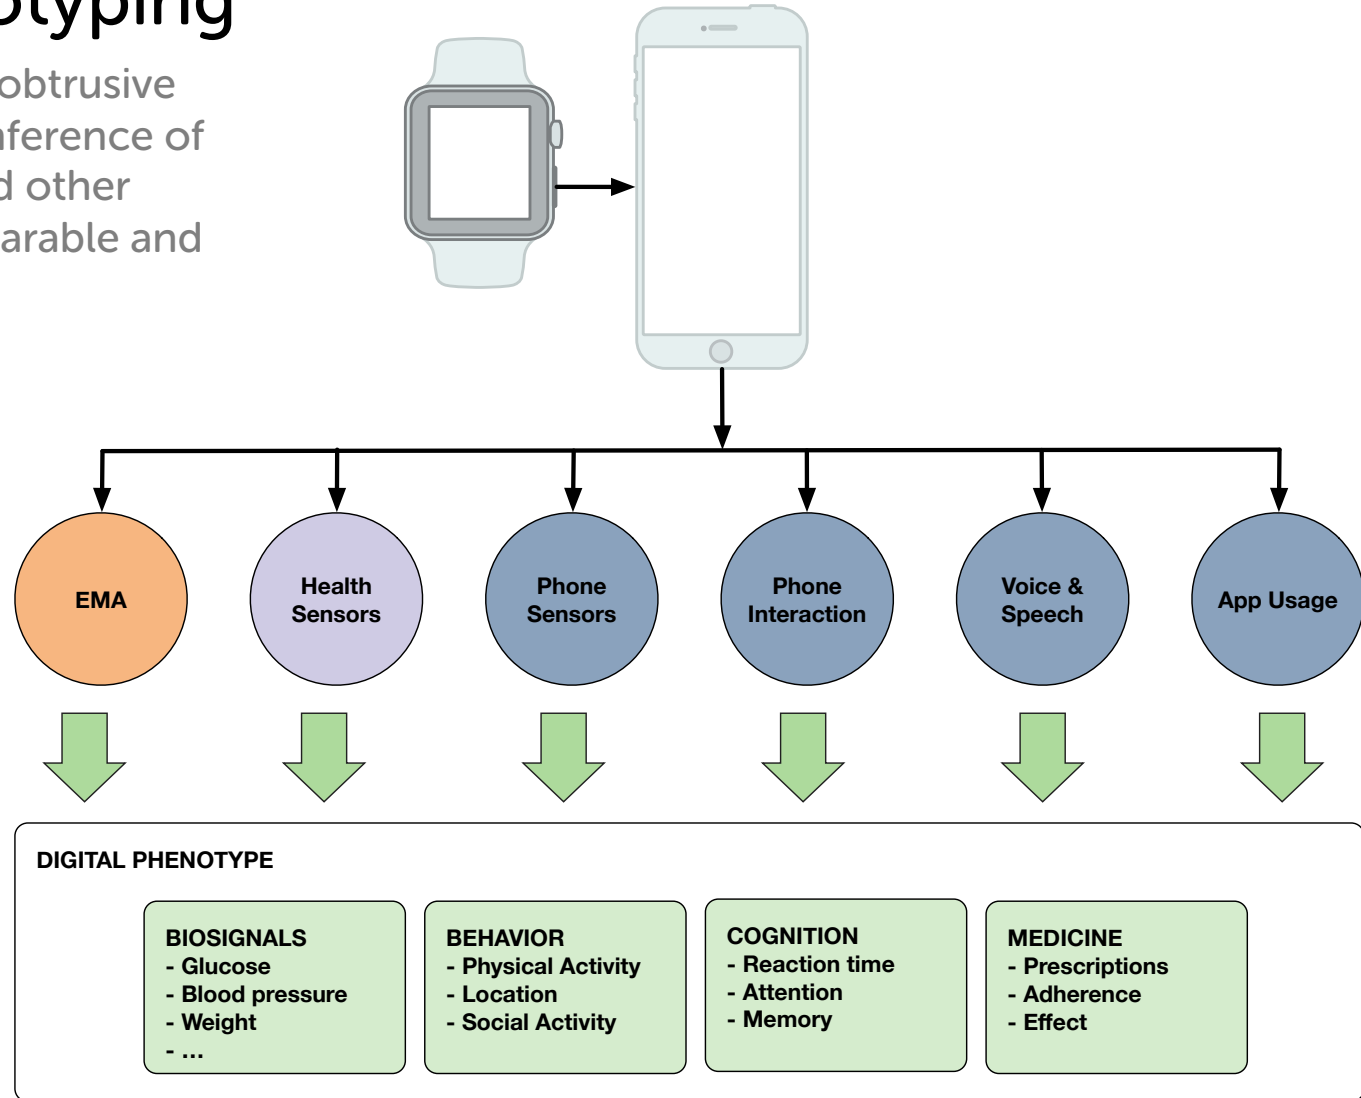 otyping
obtrusive
nference of
d other
arable and
EMA
Health
Sensors
Phone
Sensors
Phone
Interaction
Voice &
Speech
App Usage
DIGITAL PHENOTYPE
BIOSIGNALS
- Glucose
- Blood pressure
- Weight
- ...
BEHAVIOR
- Physical Activity
- Location
- Social Activity
COGNITION
- Reaction time
- Attention
- Memory
MEDICINE
- Prescriptions
- Adherence
- Effect